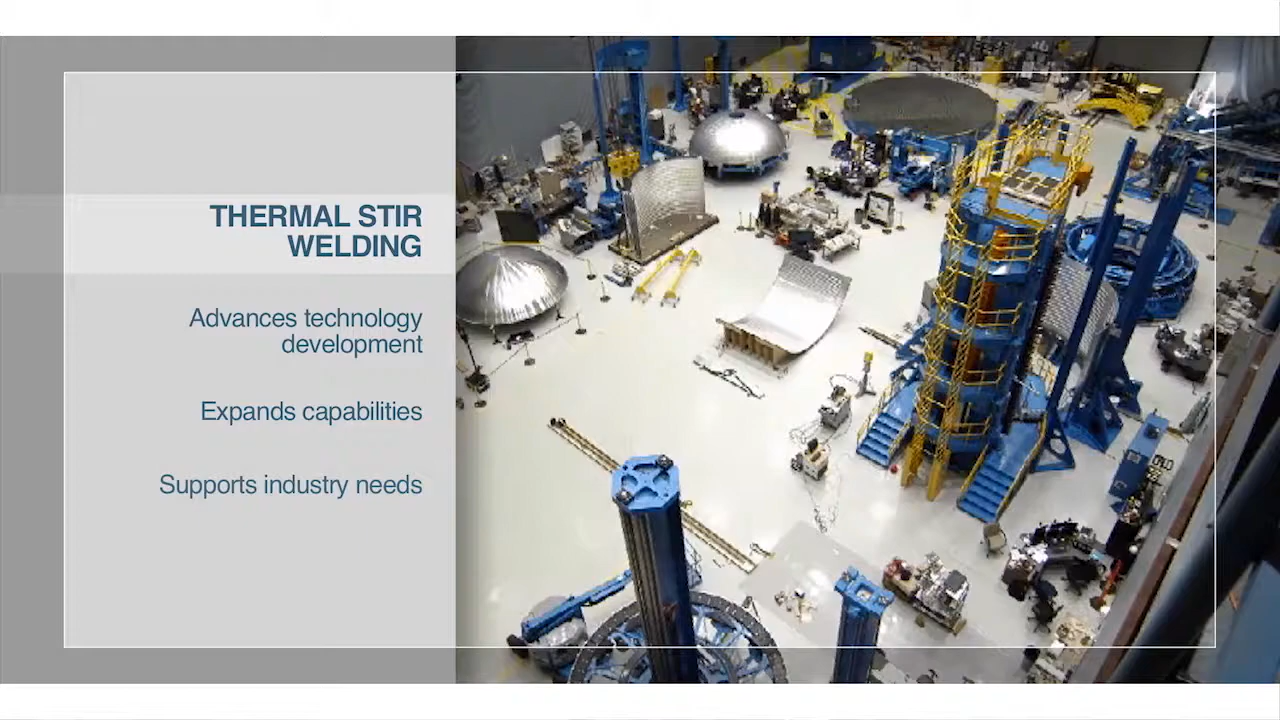 THERMAL STIR
WELDING
Advances technology
development
Expands capabilities
Supports industry needs